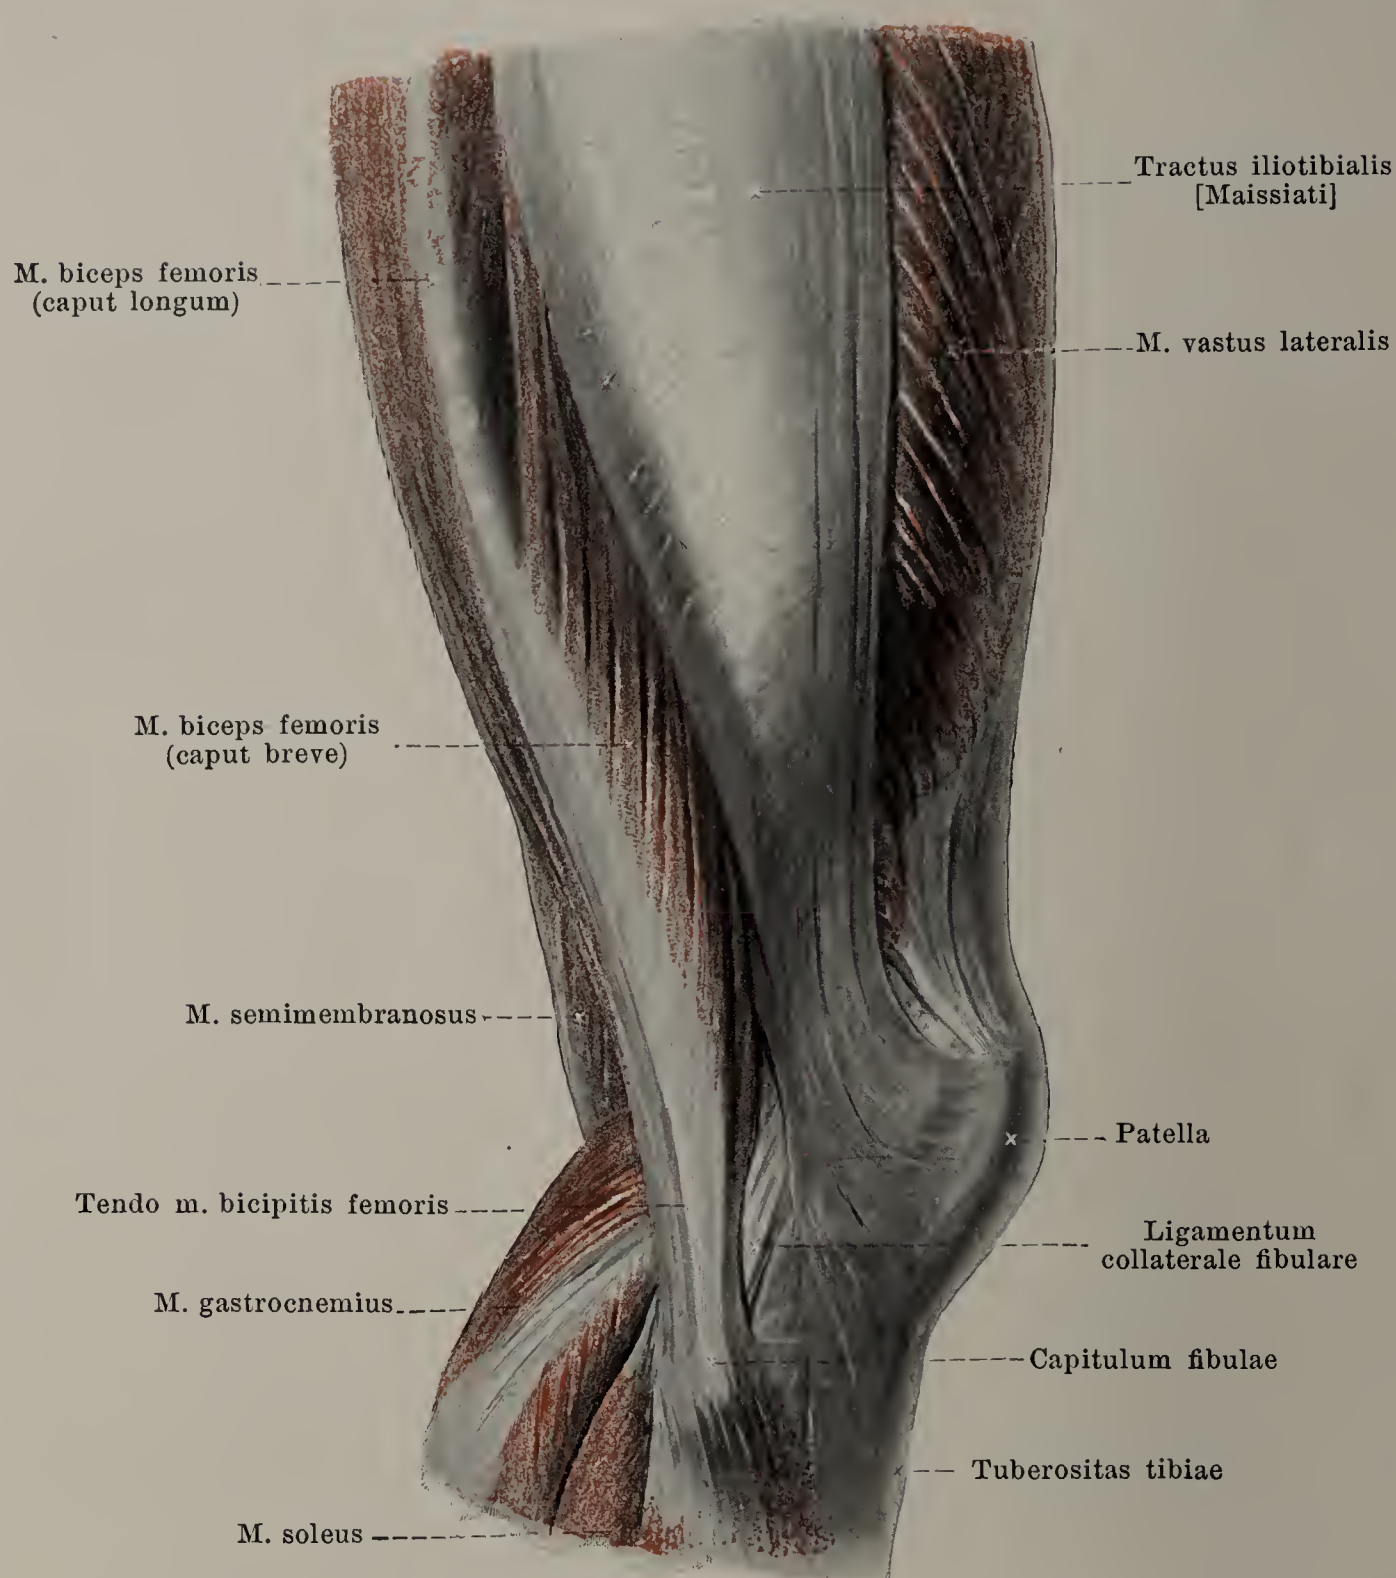 Tractus iliotibialis
[Maissiati]
M. biceps femoris
(caput longum)
M. vastus lateralis
M. biceps femoris
(caput breve)
M. semimembranosus
Patella
Tendo m. bicipitis femoris
Ligamentum
collaterale fibulare
M. gastrocnemius
Capitulum fibulae
Tuberositas tibiae
M. soleus